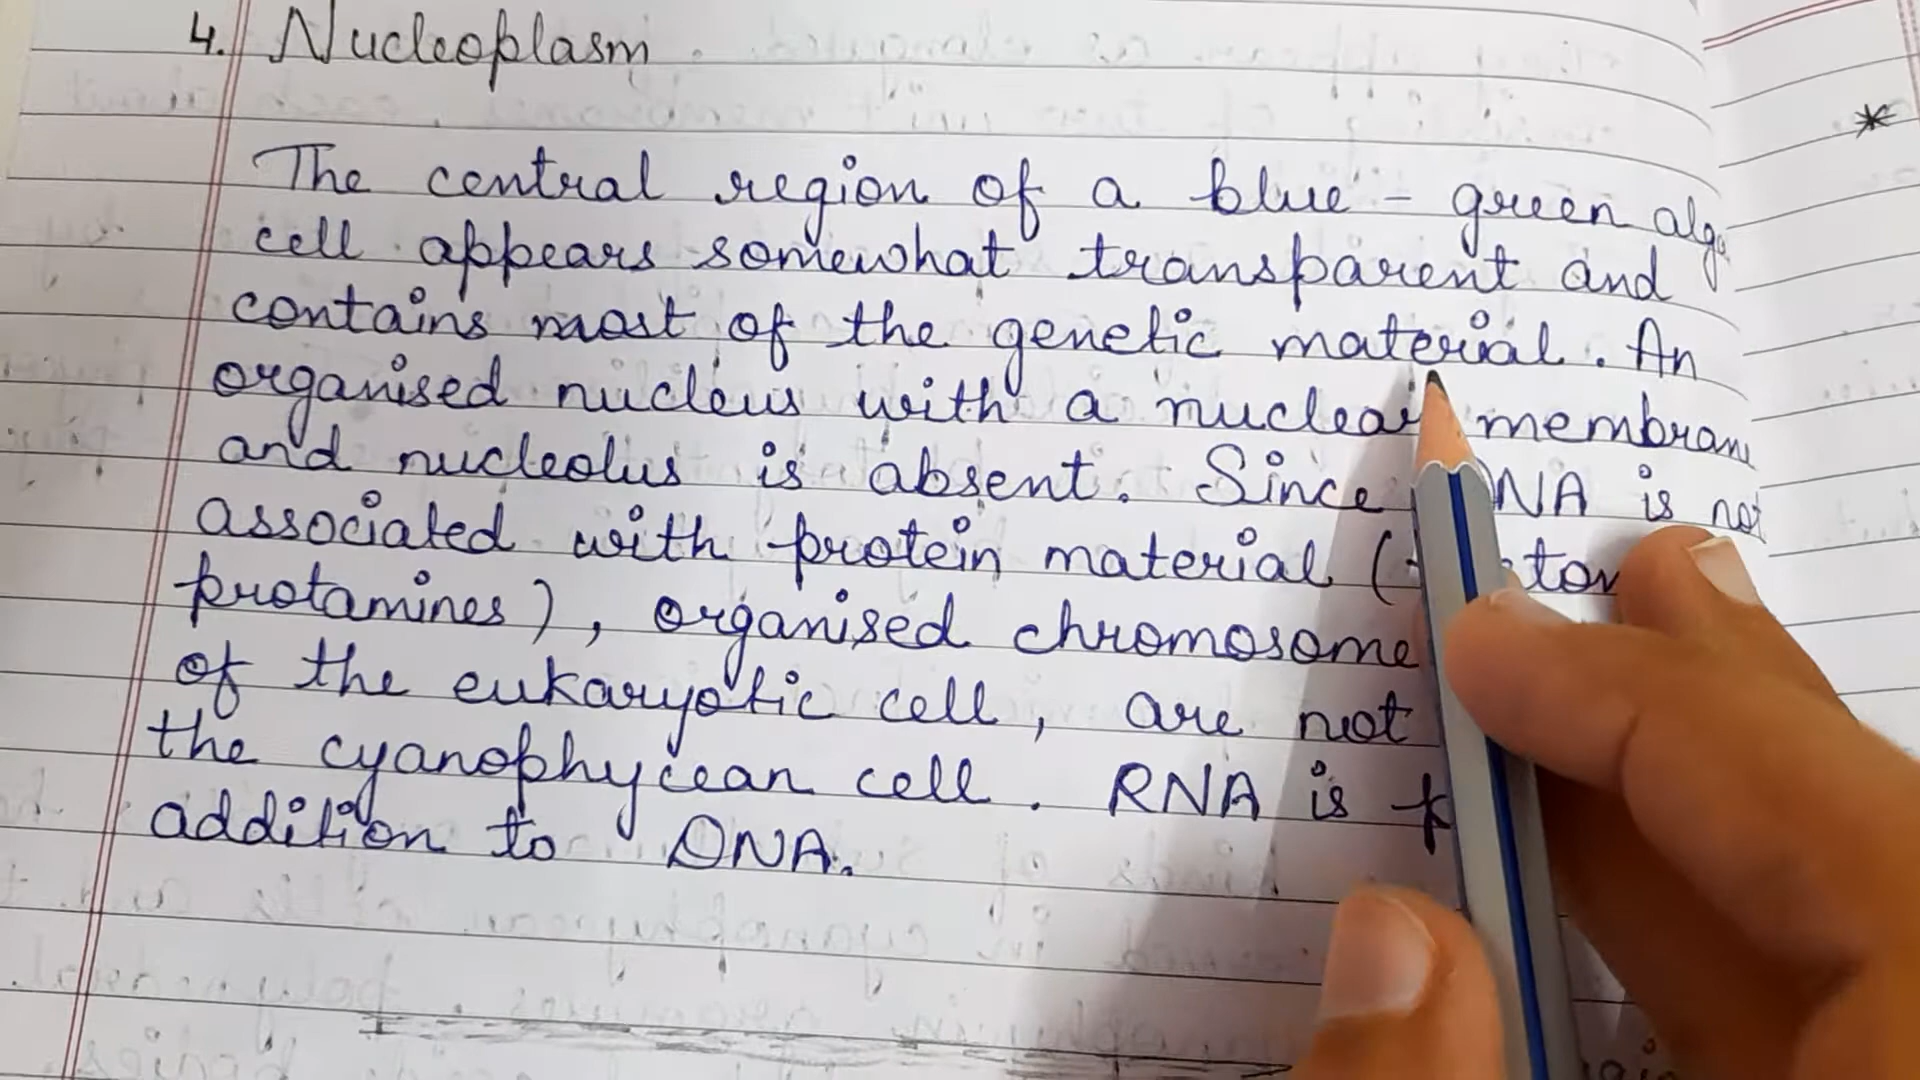 4. Nucleoplasm.
The central region of a blue - green alga
cell appears somewhat transparent and
contains most of the genetic material. An
organised nucleus with a nuclear membrane
and nucleolus is absent. Since DNA is not
associated with protein material (
protamines), organised chromosome
of the eukaryotic cell, are not
the cyanophycean cell. RNA is
addition to DNA.
*